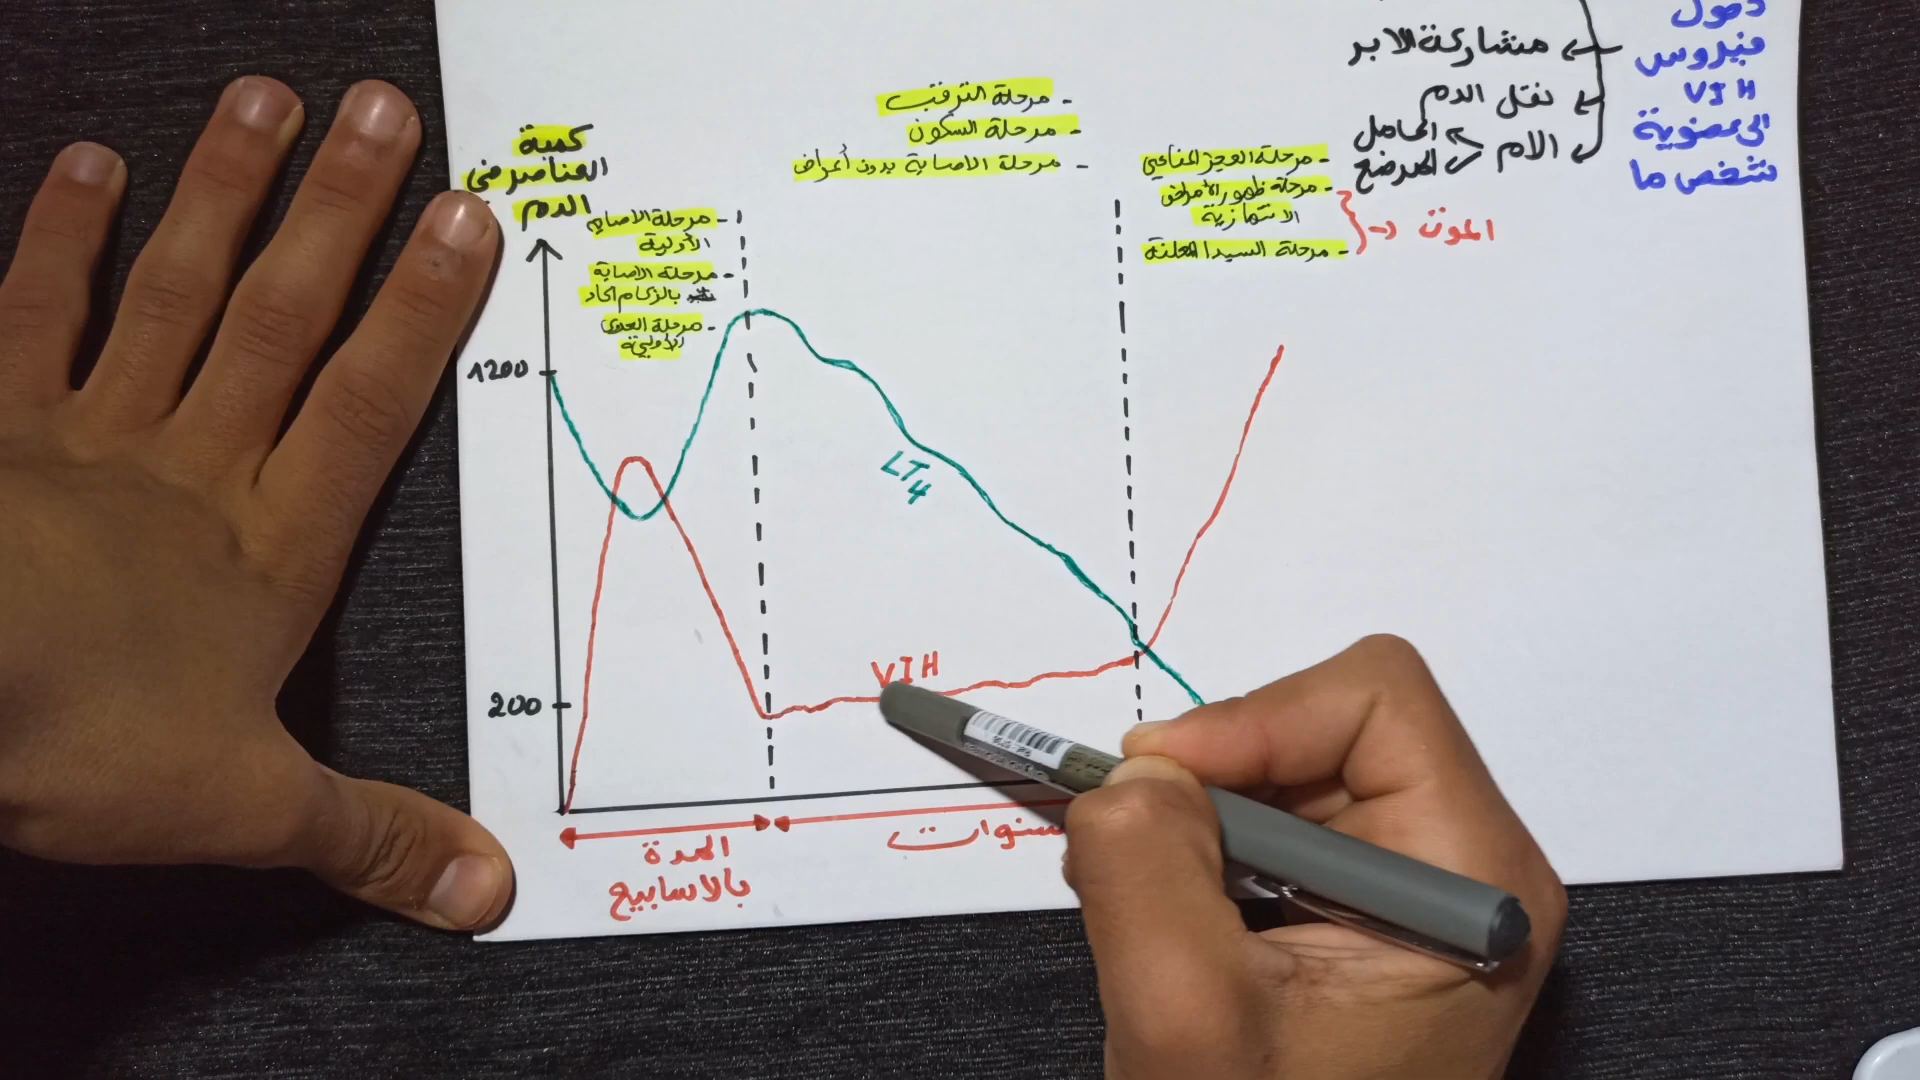 دخول
فيروس
VIH
الى عضوية
شخص ما
مشاركة الابر
نقل الدم
الام
الحامل
المرضع
كمية
العناصر في
الدم
- مرحلة الاصابة
الأولية
- مرحلة الاصابة
بالزكام الحاد
- مرحلة العدوى
الأولية
- مرحلة الترقب
- مرحلة السكون
- مرحلة الاصابة بدون أعراض
- مرحلة العجز المناعي
- مرحلة ظهور الأمراض
الانتهازية
- مرحلة السيدا المعلنة
الموت
1200
200
LT4
VIH
المدة
بالاسابيع
سنوات